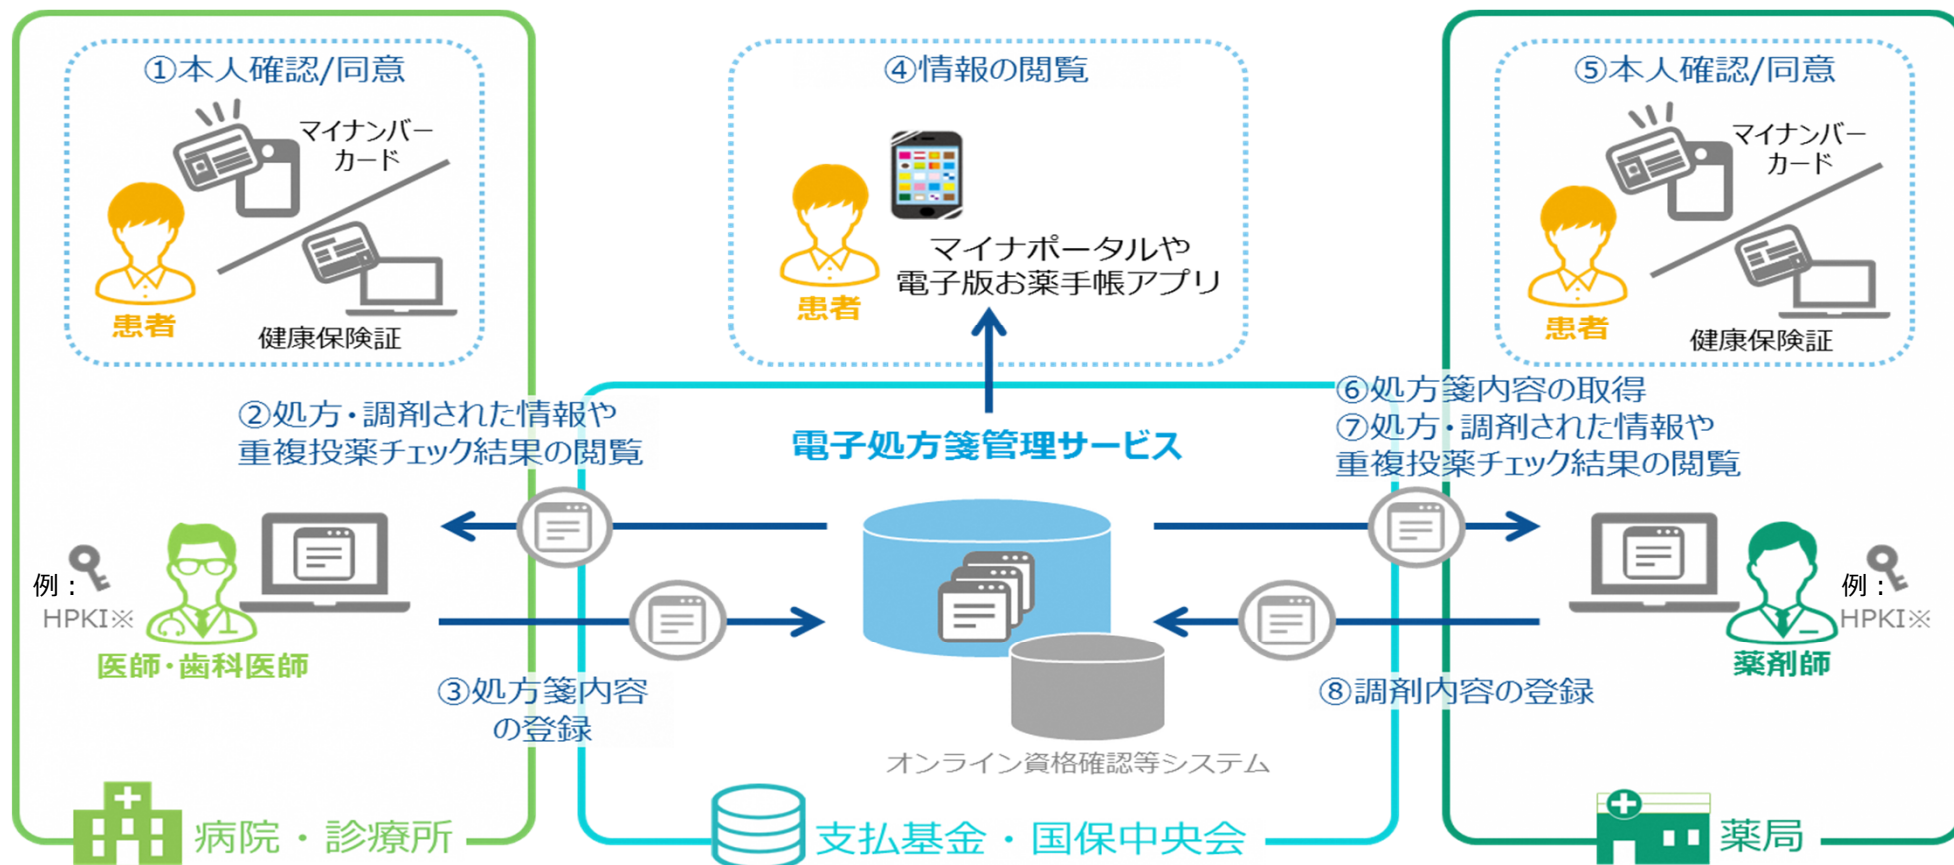 ①本人確認/同意
マイナンバー
カード
患者
健康保険証
②処方・調剤された情報や
重複投薬チェック結果の閲覧
例：
HPKI※
医師・歯科医師
③処方箋内容
の登録
病院・診療所
④情報の閲覧
マイナポータルや
電子版お薬手帳アプリ
患者
電子処方箋管理サービス
オンライン資格確認等システム
支払基金・国保中央会
⑤本人確認/同意
マイナンバー
カード
患者
健康保険証
⑥処方箋内容の取得
⑦処方・調剤された情報や
重複投薬チェック結果の閲覧
例：
HPKI※
薬剤師
⑧調剤内容の登録
薬局